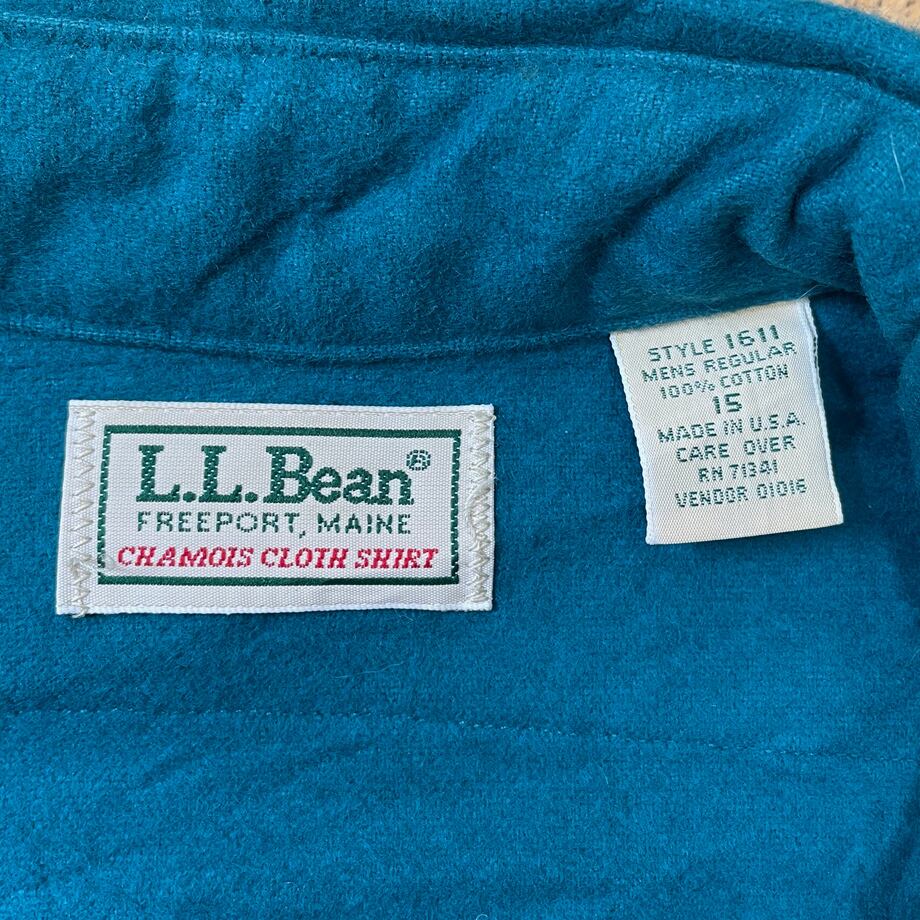 L.L.Bean®
FREEPORT, MAINE
CHAMOIS CLOTH SHIRT
STYLE 1611
MENS REGULAR
100% COTTON
15
MADE IN U.S.A.
CARE OVER
RN 71341
VENDOR 01016